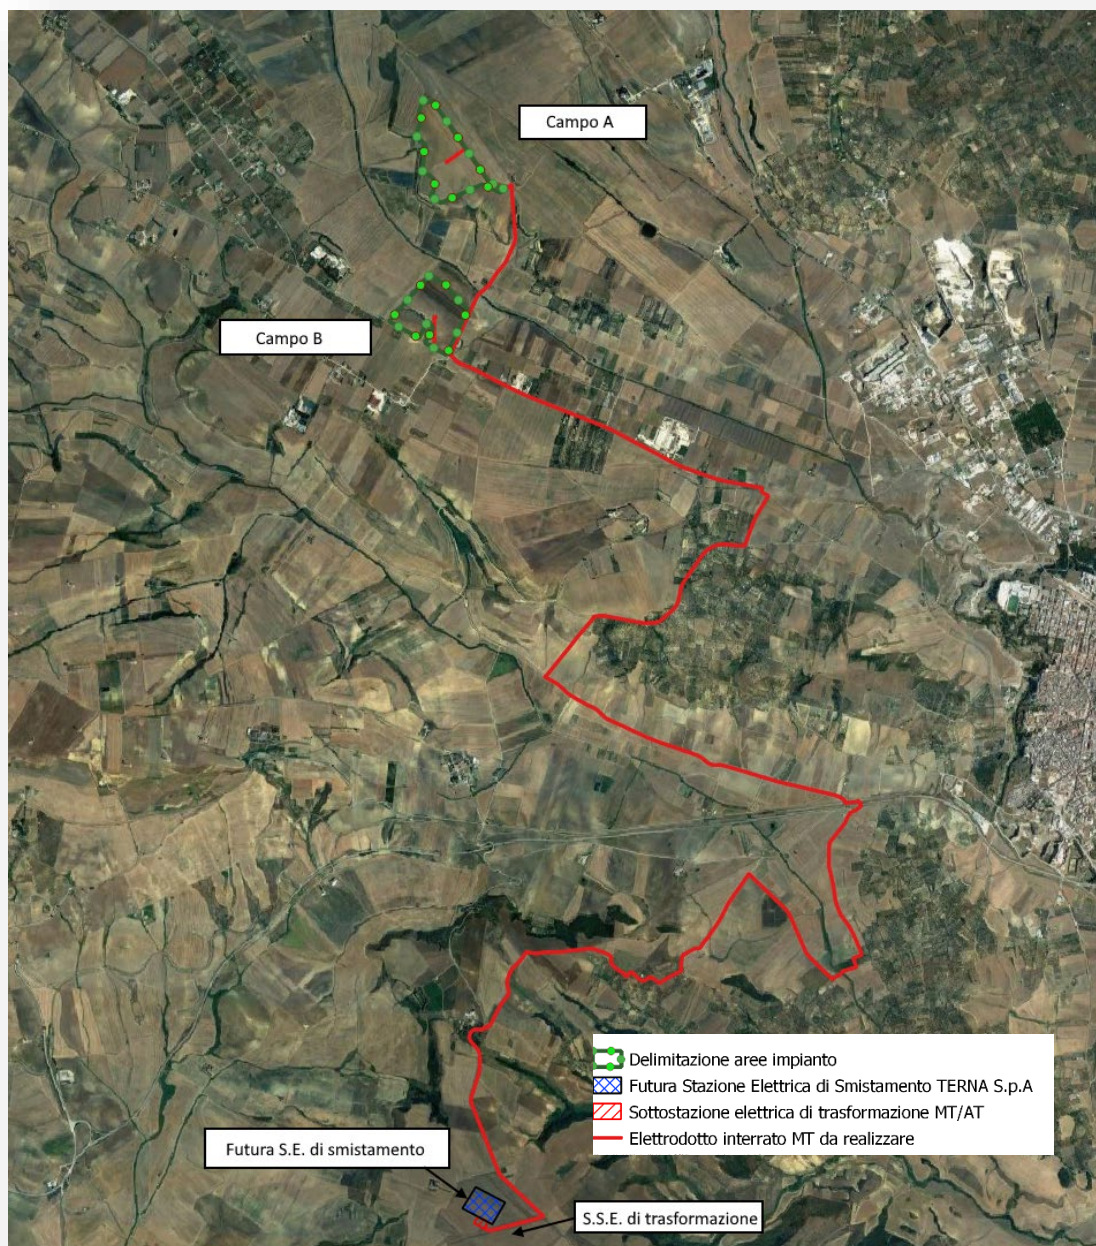 Campo A
Campo B
Delimitazione aree impianto
Futura Stazione Elettrica di Smistamento TERNA S.p.A
Sottostazione elettrica di trasformazione MT/AT
Elettrodotto interrato MT da realizzare
Futura S.E. di smistamento
S.S.E. di trasformazione